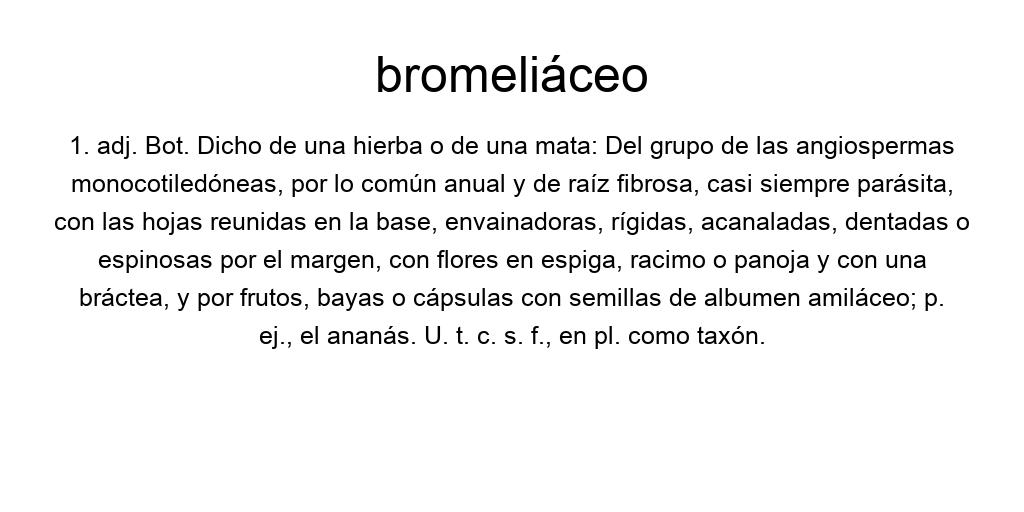 bromeliáceo
1. adj. Bot. Dicho de una hierba o de una mata: Del grupo de las angiospermas
monocotiledóneas, por lo común anual y de raíz fibrosa, casi siempre parásita,
con las hojas reunidas en la base, envainadoras, rígidas, acanaladas, dentadas o
espinosas por el margen, con flores en espiga, racimo o panoja y con una
bráctea, y por frutos, bayas o cápsulas con semillas de albumen amiláceo; p.
ej., el ananás. U. t. c. s. f., en pl. como taxón.